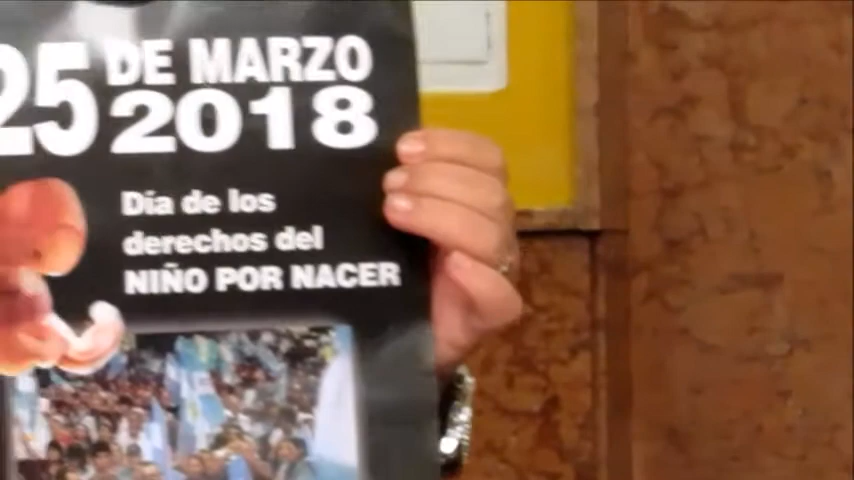 25 DE MARZO
2018
Día de los
derechos del
NIÑO POR NACER